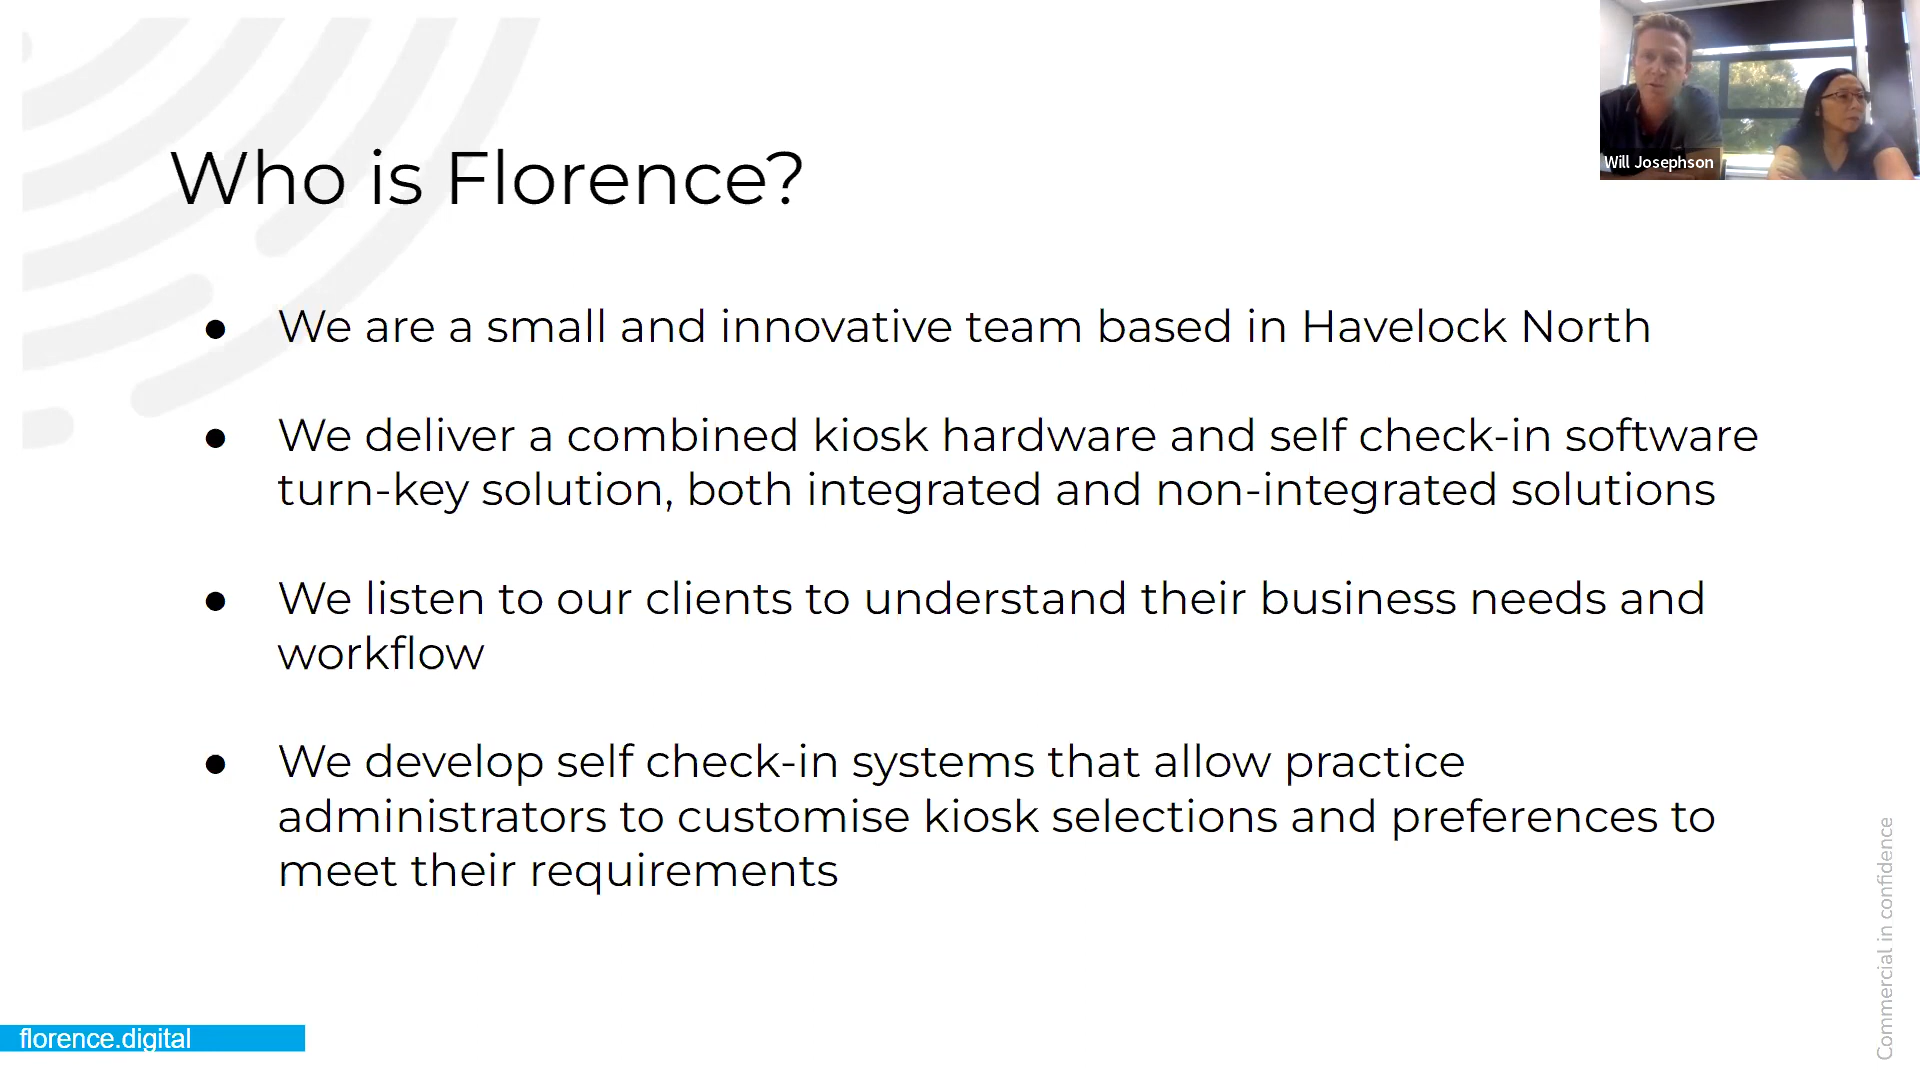 Will Josephson
Who is Florence?
● We are a small and innovative team based in Havelock North
● We deliver a combined kiosk hardware and self check-in software
turn-key solution, both integrated and non-integrated solutions
● We listen to our clients to understand their business needs and
workflow
● We develop self check-in systems that allow practice
administrators to customise kiosk selections and preferences to
meet their requirements
Commercial in confidence
florence.digital